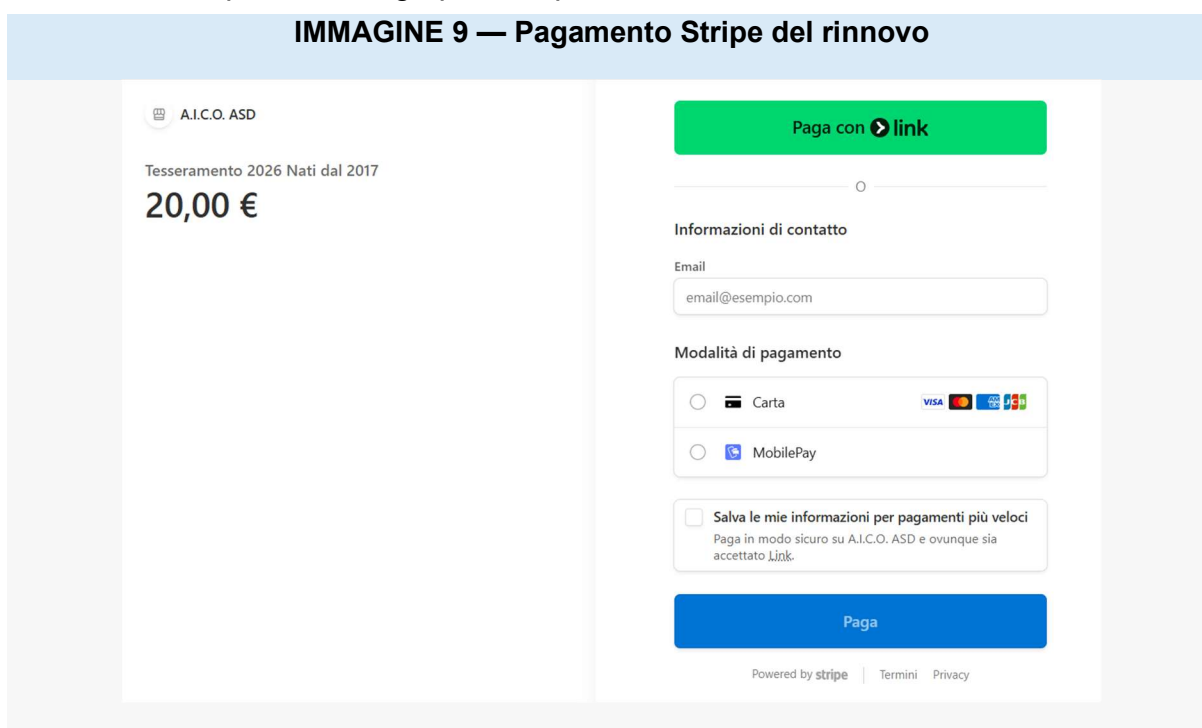 IMMAGINE 9 — Pagamento Stripe del rinnovo
A.I.C.O. ASD
Tesseramento 2026 Nati dal 2017
20,00 €
Paga con link
O
Informazioni di contatto
Email
email@esempio.com
Modalità di pagamento
Carta
VISA
JCB
MobilePay
Salva le mie informazioni per pagamenti più veloci
Paga in modo sicuro su A.I.C.O. ASD e ovunque sia
accettato Link.
Paga
Powered by stripe
Termini Privacy